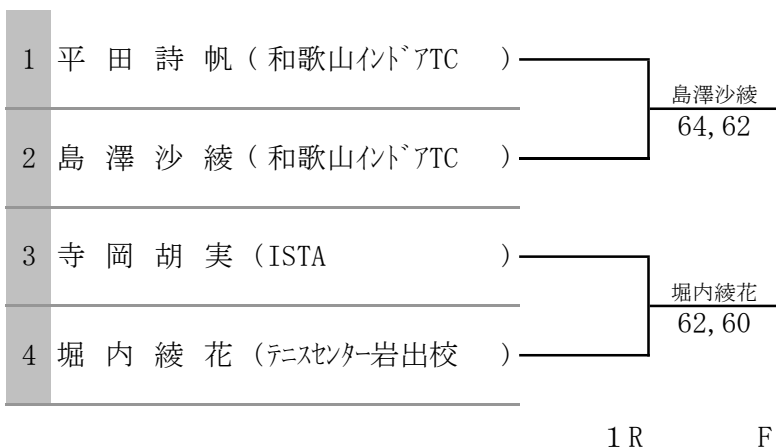 1 平 田 詩 帆 ( 和歌山ｲﾝﾄﾞｱTC )
島澤沙綾
64, 62
2 島 澤 沙 綾 ( 和歌山ｲﾝﾄﾞｱTC )
3 寺 岡 胡 実 (ISTA )
堀内綾花
62, 60
4 堀 内 綾 花 (ﾃﾆｽｾﾝﾀｰ岩出校 )
1R F